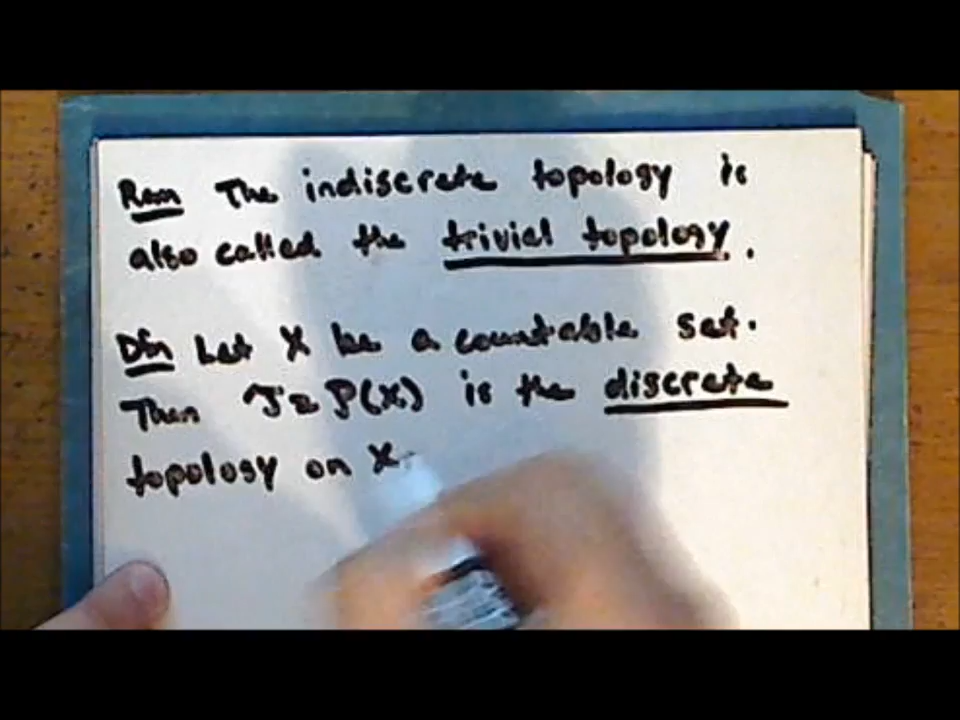 Rem The indiscrete topology is
also called the trivial topology.
Dfn Let X be a countable set.
Then 𝒯 = P(X) is the discrete
topology on X.